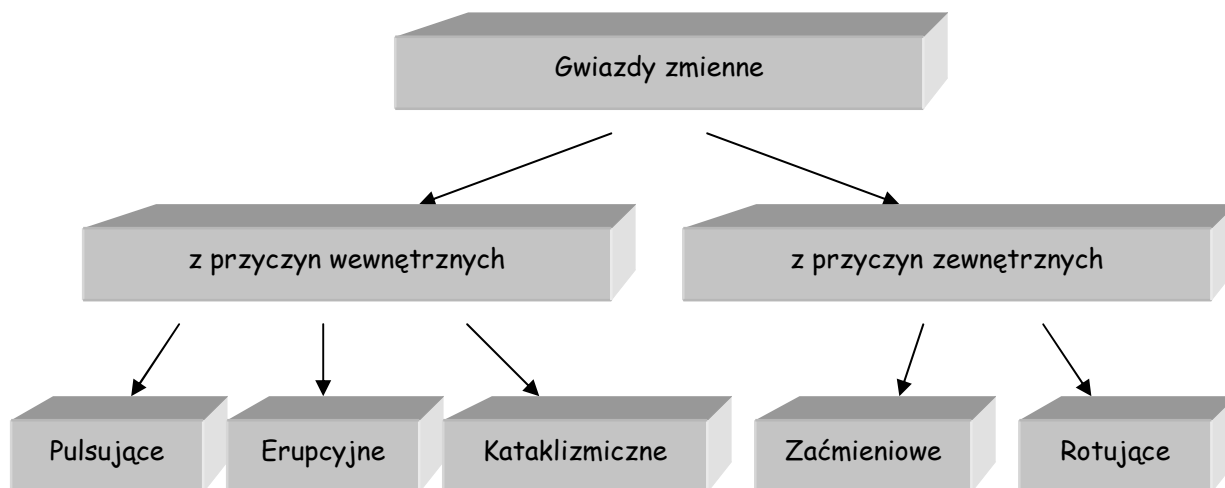 Gwiazdy zmienne
z przyczyn wewnętrznych
z przyczyn zewnętrznych
Pulsujące
Erupcyjne
Kataklizmiczne
Zaćmieniowe
Rotujące